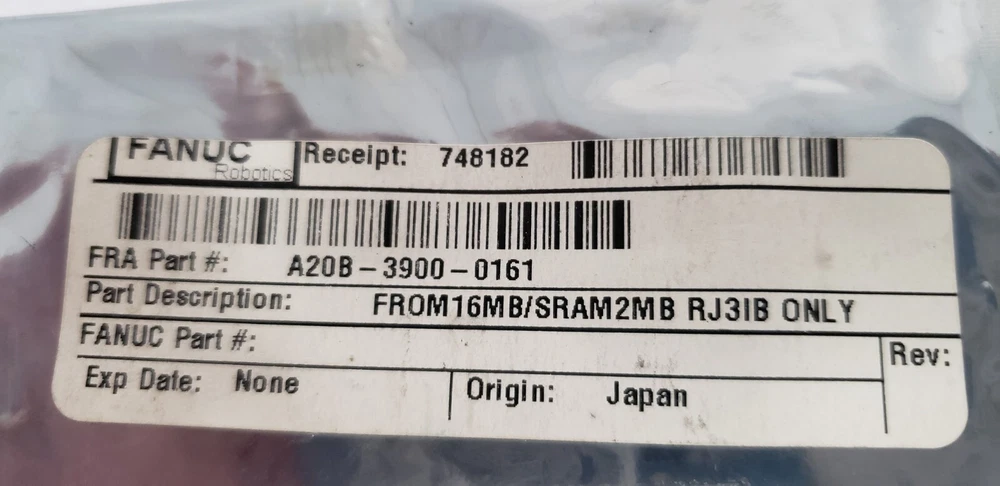 FANUC Robotics Receipt: 748182
FRA Part #: A20B-3900-0161
Part Description: FROM16MB/SRAM2MB RJ3IB ONLY
FANUC Part #:
Rev:
Exp Date: None Origin: Japan